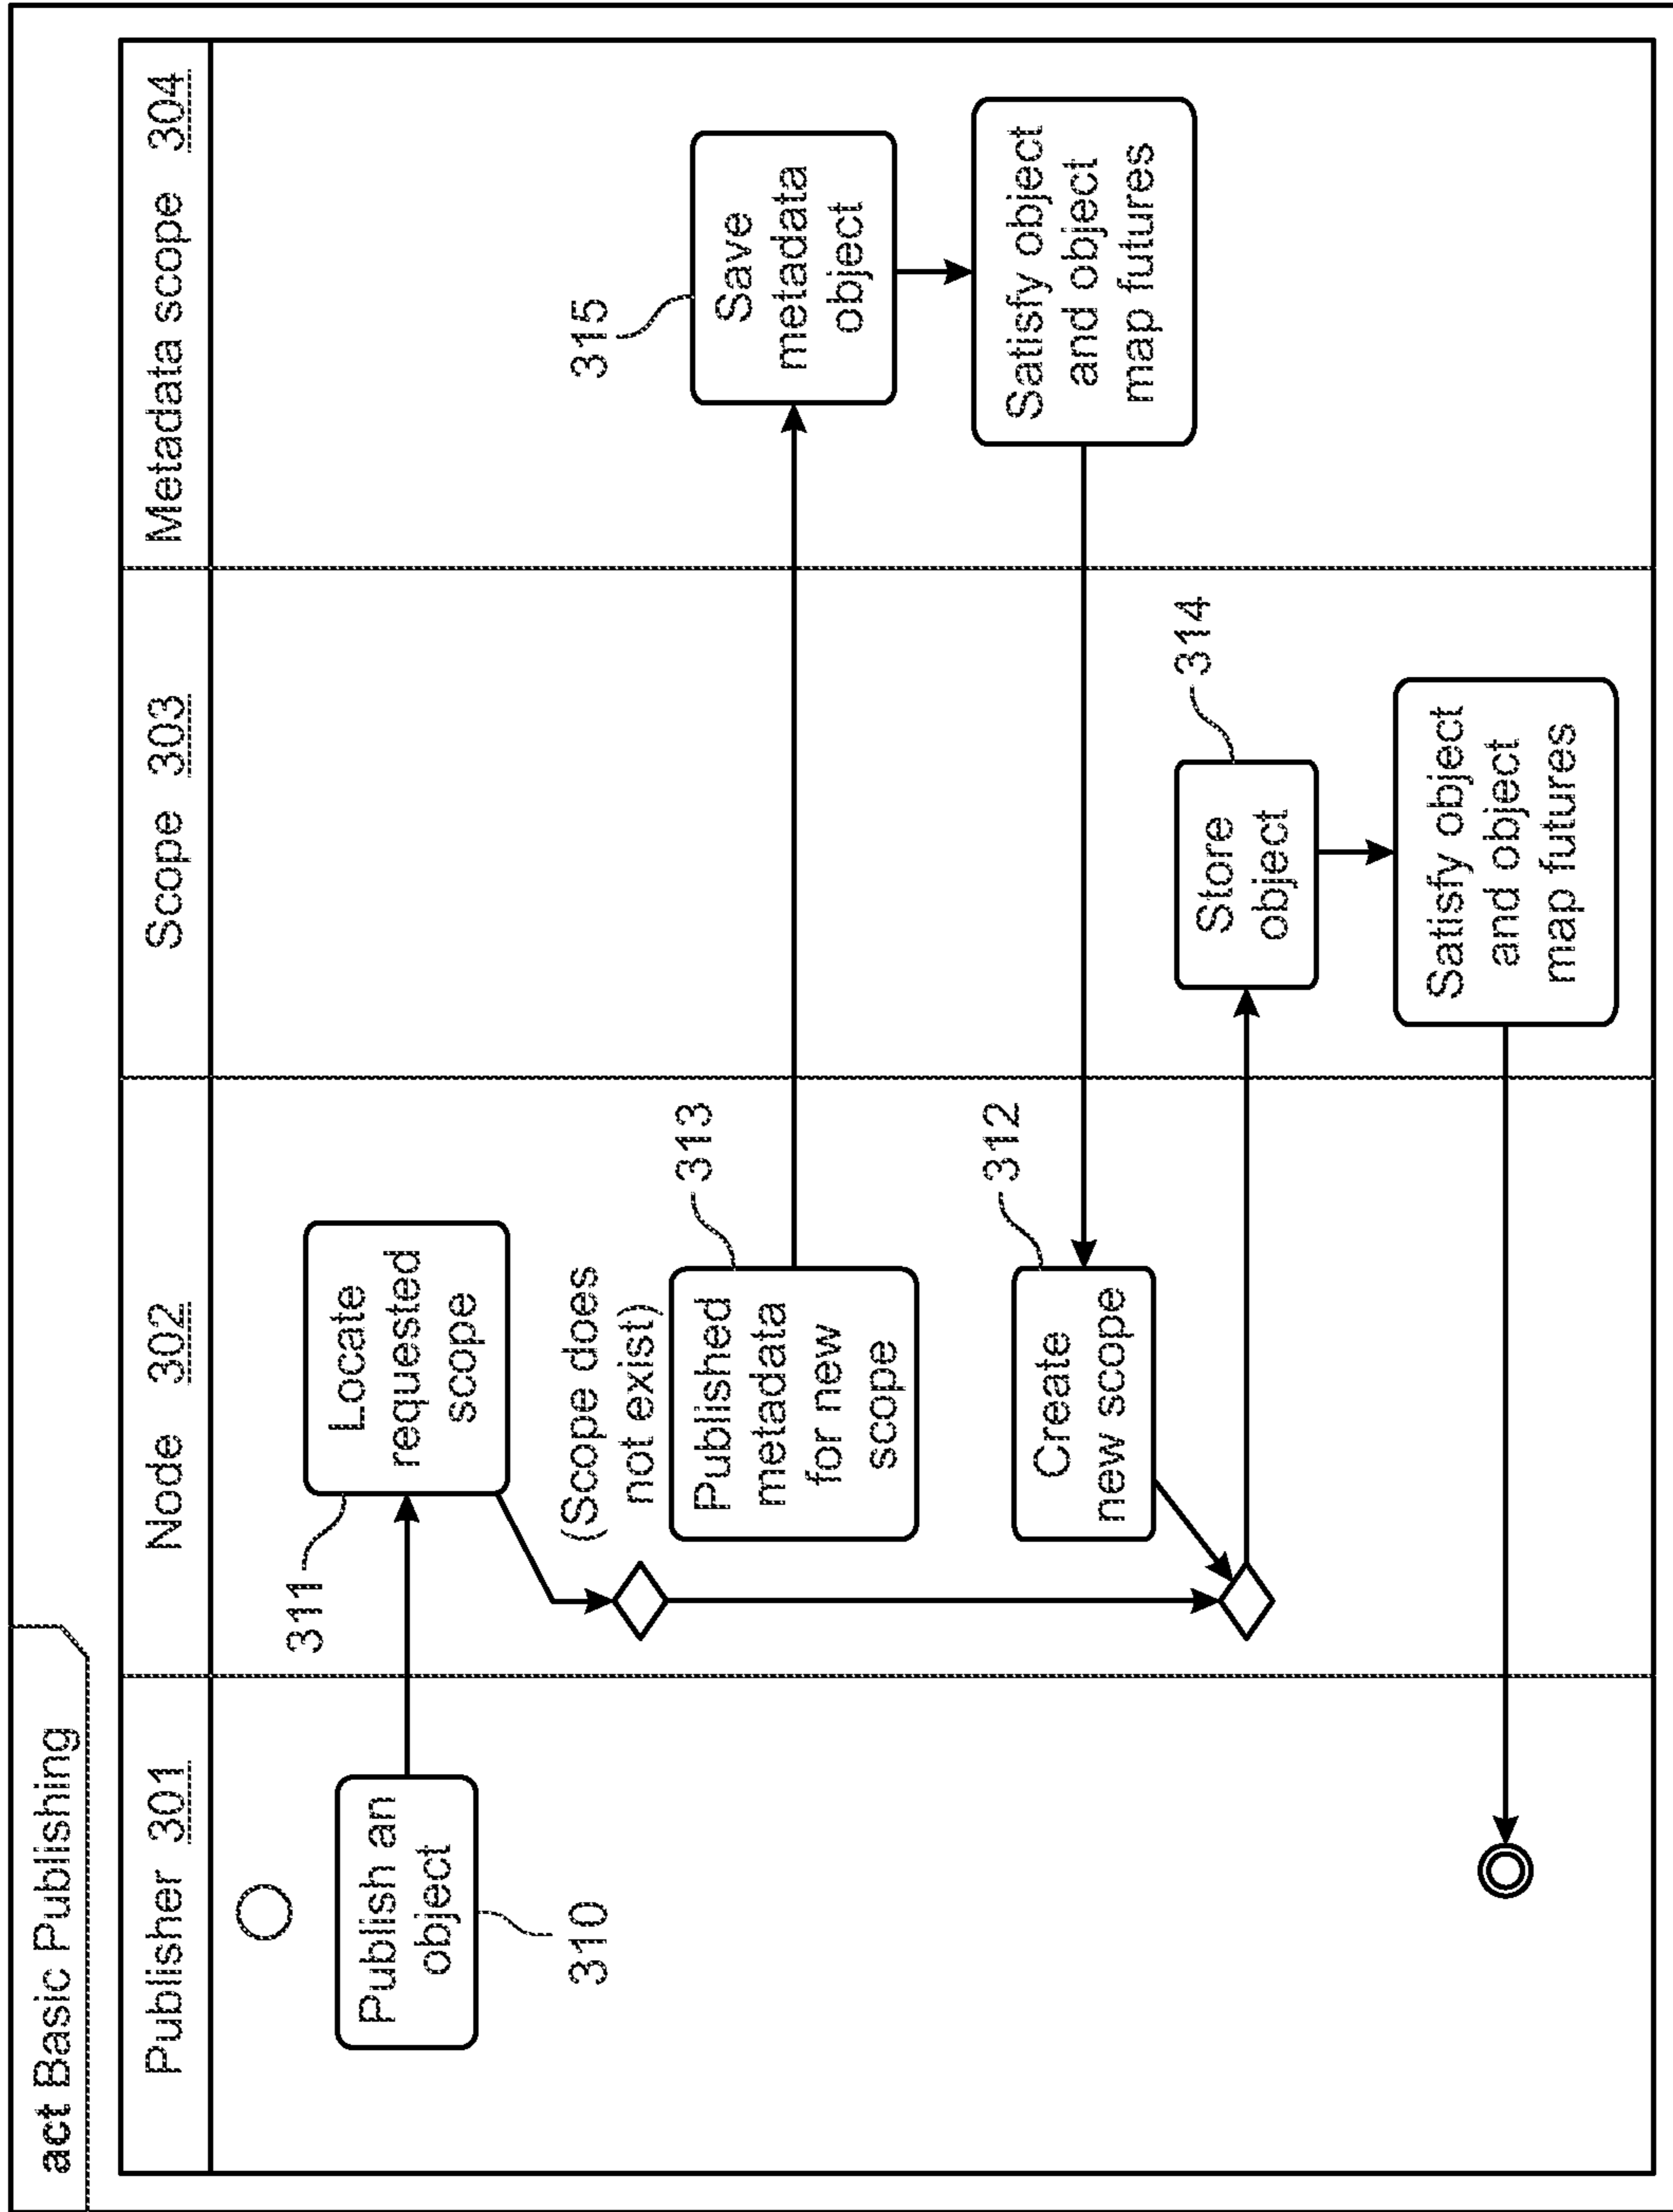 act Basic Publishing
Publisher 301
Node 302
Scope 303
Metadata scope 304
Publish an
object
310
311
Locate
requested
scope
(Scope does
not exist)
Published
metadata
for new
scope
313
315
Save
metadata
object
Satisfy object
and object
map futures
Create
new scope
312
Store
object
314
Satisfy object
and object
map futures